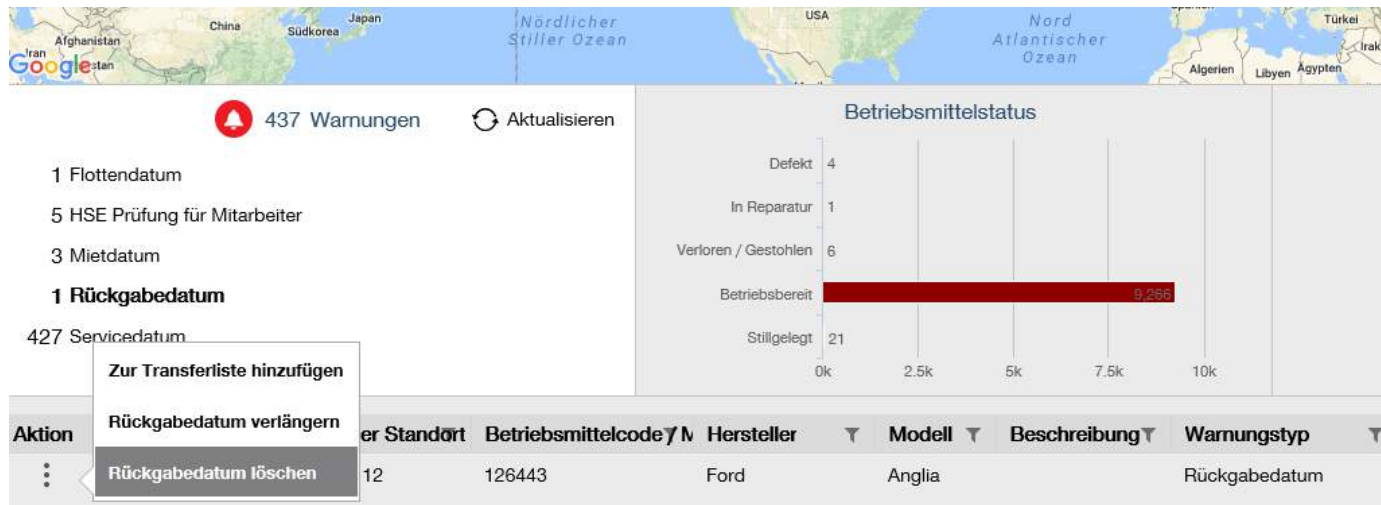 Japan
China
Südkorea
Afghanistan
Iran
Google
stan
Nördlicher
Stiller Ozean
USA
Nord
Atlantischer
Ozean
Türkei
Irak
Algerien
Libyen
Ägypten
437 Warnungen
Aktualisieren
1 Flottendatum
5 HSE Prüfung für Mitarbeiter
3 Mietdatum
1 Rückgabedatum
427 Servicedatum
Betriebsmittelstatus
Defekt 4
In Reparatur 1
Verloren / Gestohlen 6
Betriebsbereit 9,266
Stillgelegt 21
0k 2.5k 5k 7.5k 10k
Zur Transferliste hinzufügen
Rückgabedatum verlängern
Rückgabedatum löschen
Aktion er Standort Betriebsmittelcode / M Hersteller Modell Beschreibung Warnungstyp
12 126443 Ford Anglia Rückgabedatum